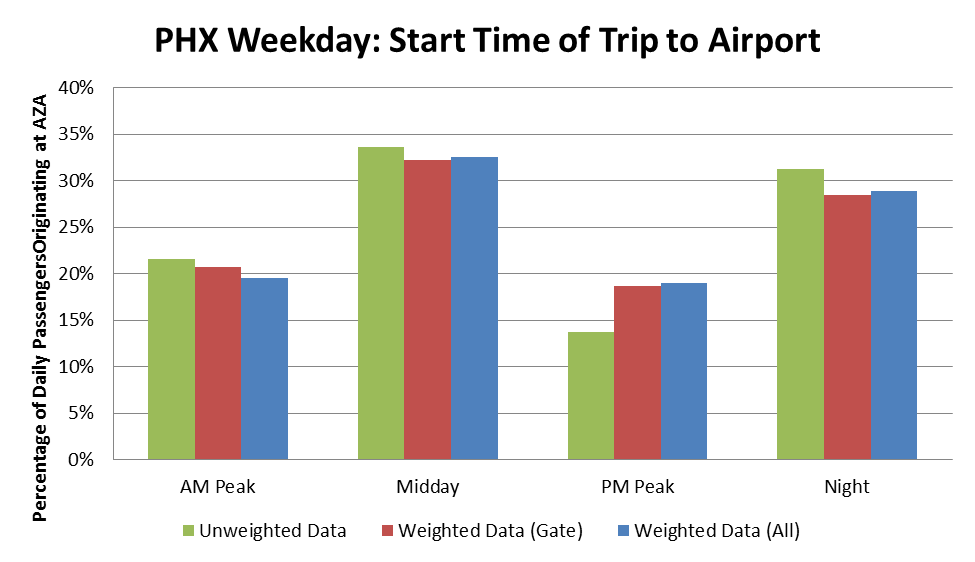 PHX Weekday: Start Time of Trip to Airport
Percentage of Daily PassengersOriginating at AZA
40%
35%
30%
25%
20%
15%
10%
5%
0%
AM Peak Midday PM Peak Night
Unweighted Data Weighted Data (Gate) Weighted Data (All)